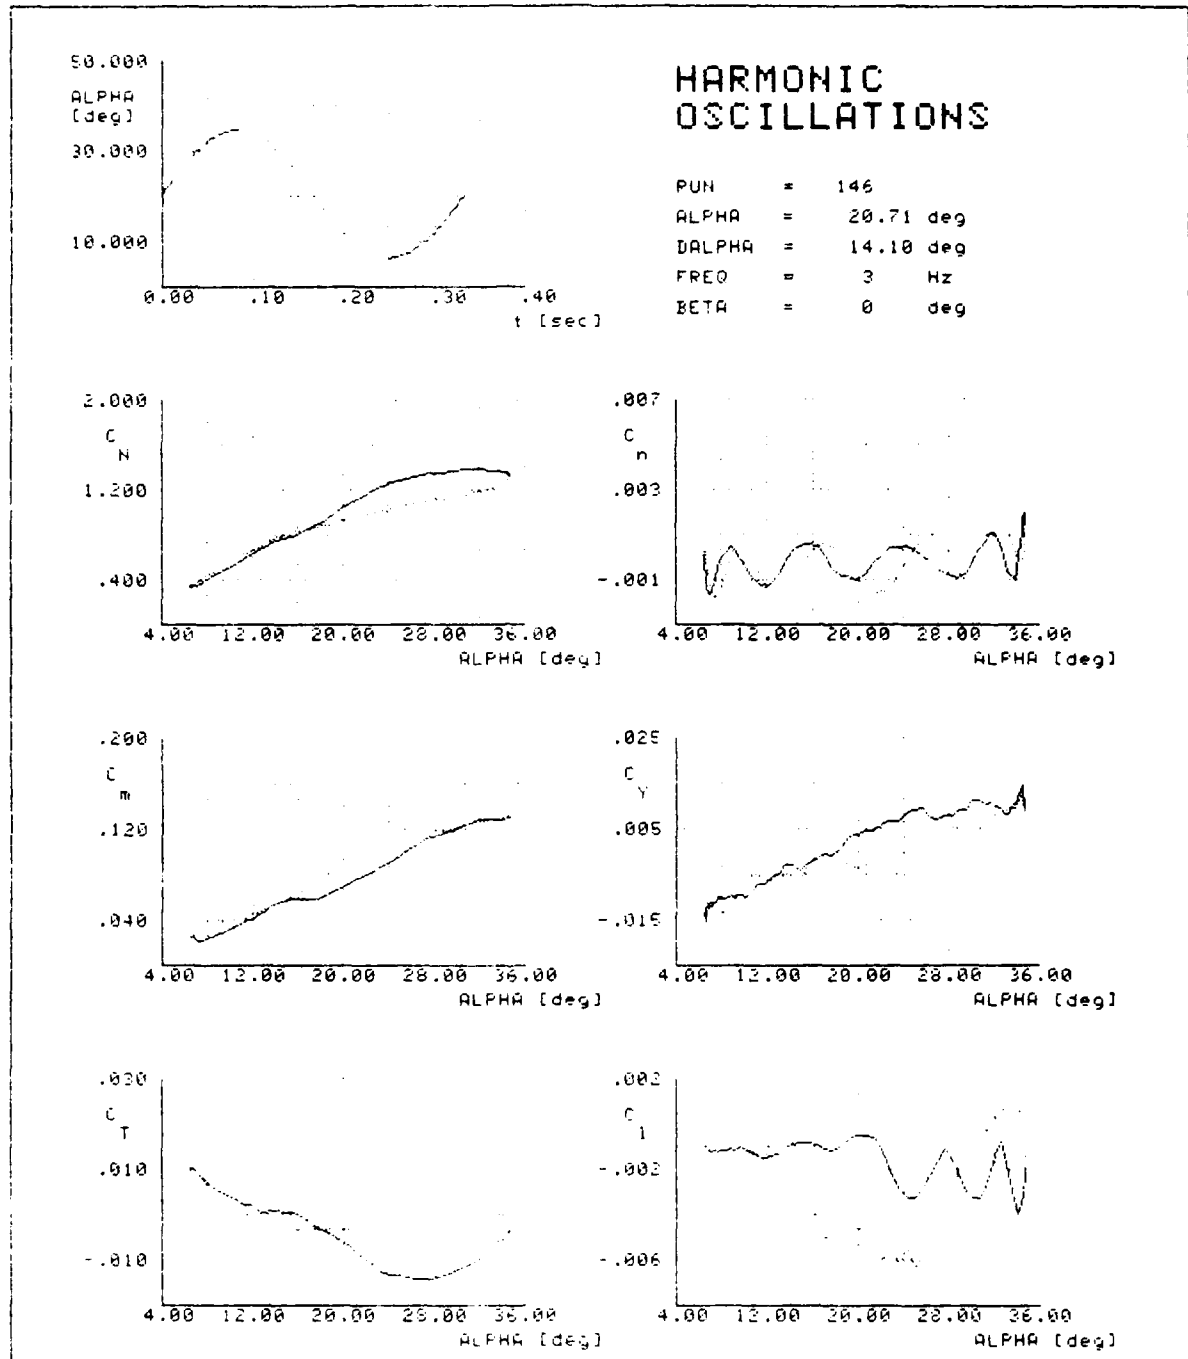 HARMONIC
OSCILLATIONS
RUN = 146
ALPHA = 20.71 deg
DALPHA = 14.10 deg
FREQ = 3 Hz
BETA = 0 deg
50.000
ALPHA
[deg]
30.000
10.000
0.00 .10 .20 .30 .40
t [sec]
2.000
C N
1.200
.400
4.00 12.00 20.00 28.00 36.00
ALPHA [deg]
.007
C n
.003
-.001
4.00 12.00 20.00 28.00 36.00
ALPHA [deg]
.200
C m
.120
.040
4.00 12.00 20.00 28.00 36.00
ALPHA [deg]
.025
C Y
.005
-.015
4.00 12.00 20.00 28.00 36.00
ALPHA [deg]
.030
C T
.010
-.010
4.00 12.00 20.00 28.00 36.00
ALPHA [deg]
.002
C l
-.002
-.006
4.00 12.00 20.00 28.00 36.00
ALPHA [deg]